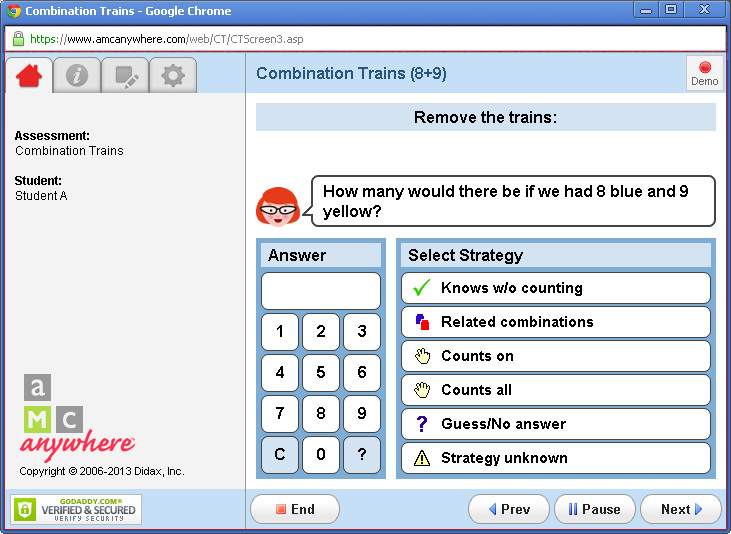 Combination Trains - Google Chrome
https://www.amcanywhere.com/web/CT/CTScreen3.asp
Combination Trains (8+9)
Demo
Assessment:
Combination Trains
Student:
Student A
Remove the trains:
How many would there be if we had 8 blue and 9
yellow?
Answer
1 2 3
4 5 6
7 8 9
C 0 ?
Select Strategy
Knows w/o counting
Related combinations
Counts on
Counts all
? Guess/No answer
Strategy unknown
a
M C
anywhere
Copyright © 2006-2013 Didax, Inc.
GODADDY.COM®
VERIFIED & SECURED
VERIFY SECURITY
End
Prev
Pause
Next